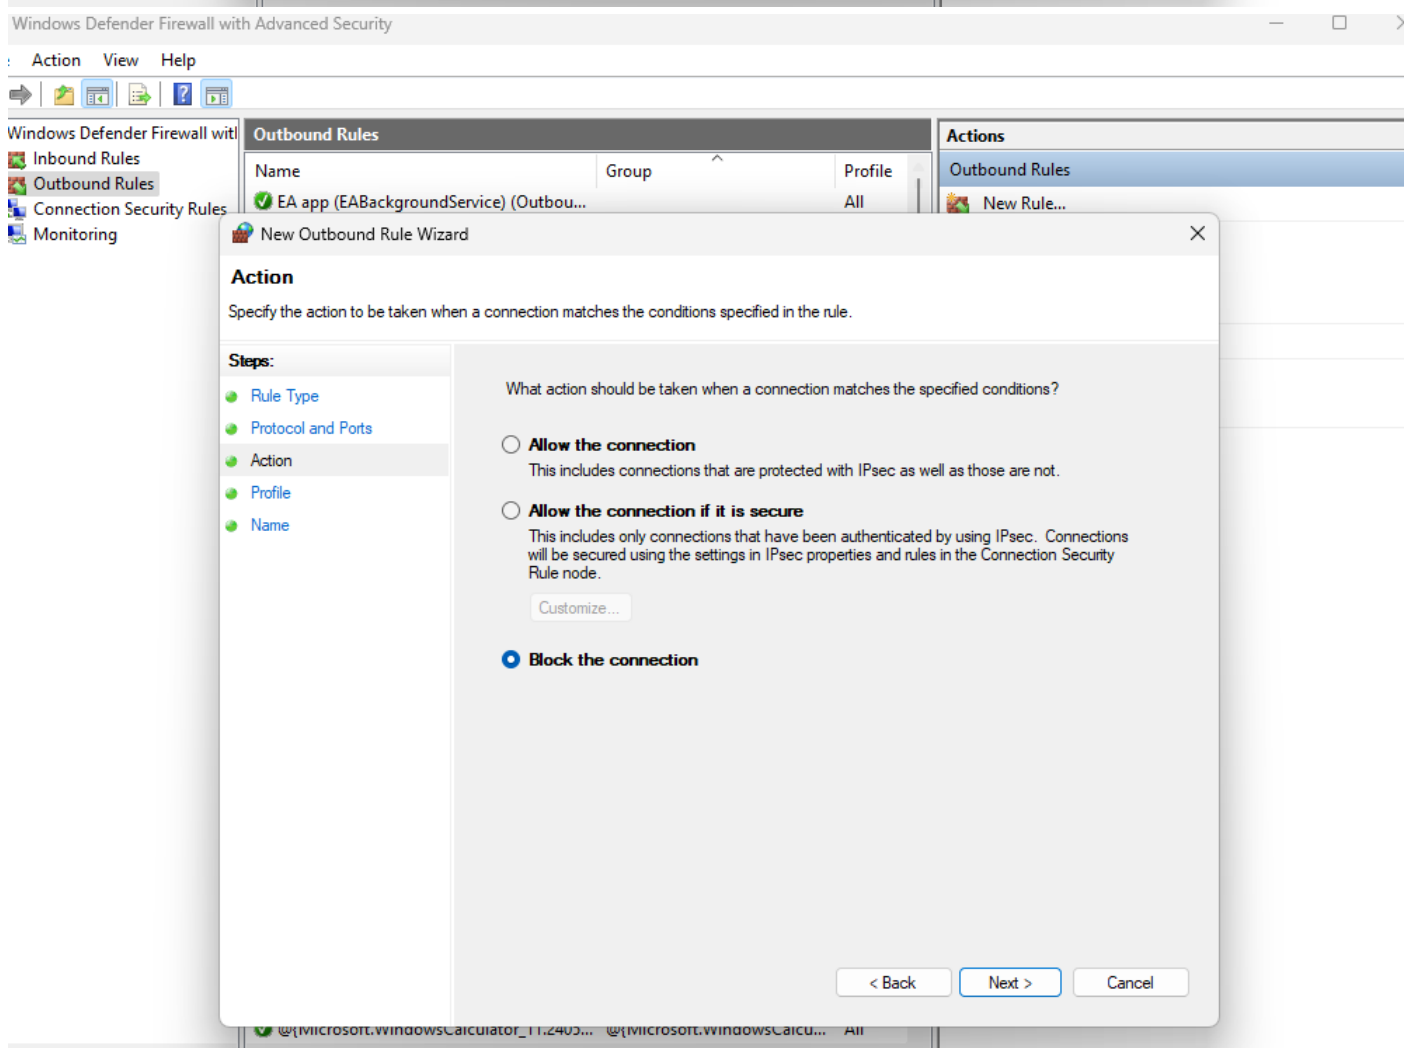 Windows Defender Firewall with Advanced Security
Action View Help
Windows Defender Firewall wit
Inbound Rules
Outbound Rules
Connection Security Rules
Monitoring
Outbound Rules
Name Group Profile
EA app (EABackgroundService) (Outbou... All
Actions
Outbound Rules
New Rule...
New Outbound Rule Wizard
Action
Specify the action to be taken when a connection matches the conditions specified in the rule.
Steps:
Rule Type
Protocol and Ports
Action
Profile
Name
What action should be taken when a connection matches the specified conditions?
Allow the connection
This includes connections that are protected with IPsec as well as those are not.
Allow the connection if it is secure
This includes only connections that have been authenticated by using IPsec. Connections
will be secured using the settings in IPsec properties and rules in the Connection Security
Rule node.
Customize...
Block the connection
< Back Next > Cancel
@{Microsoft.WindowsCalculator_11.2405... @{Microsoft.WindowsCalcu... All